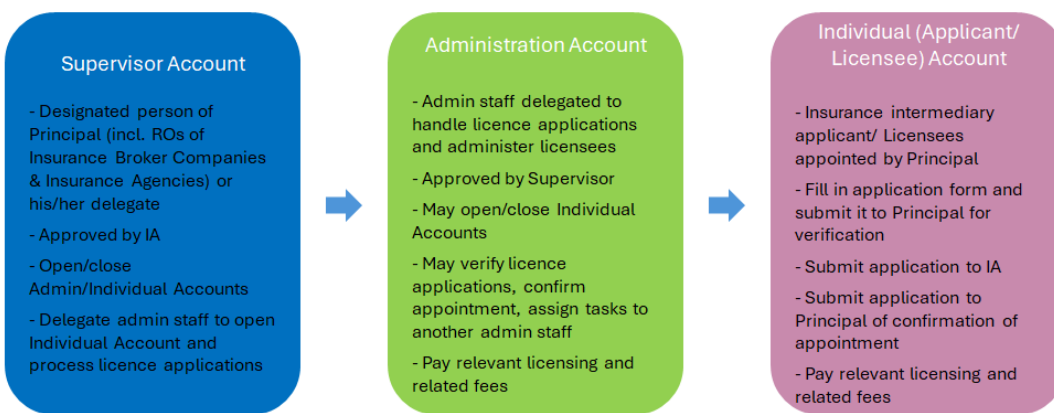 Supervisor Account
- Designated person of
Principal (incl. ROs of
Insurance Broker Companies
& Insurance Agencies) or
his/her delegate
- Approved by IA
- Open/close
Admin/Individual Accounts
- Delegate admin staff to open
Individual Account and
process licence applications
Administration Account
- Admin staff delegated to
handle licence applications
and administer licensees
- Approved by Supervisor
- May open/close Individual
Accounts
- May verify licence
applications, confirm
appointment, assign tasks to
another admin staff
- Pay relevant licensing and
related fees
Individual (Applicant/
Licensee) Account
- Insurance intermediary
applicant/ Licensees
appointed by Principal
- Fill in application form and
submit it to Principal for
verification
- Submit application to IA
- Submit application to
Principal of confirmation of
appointment
- Pay relevant licensing and
related fees